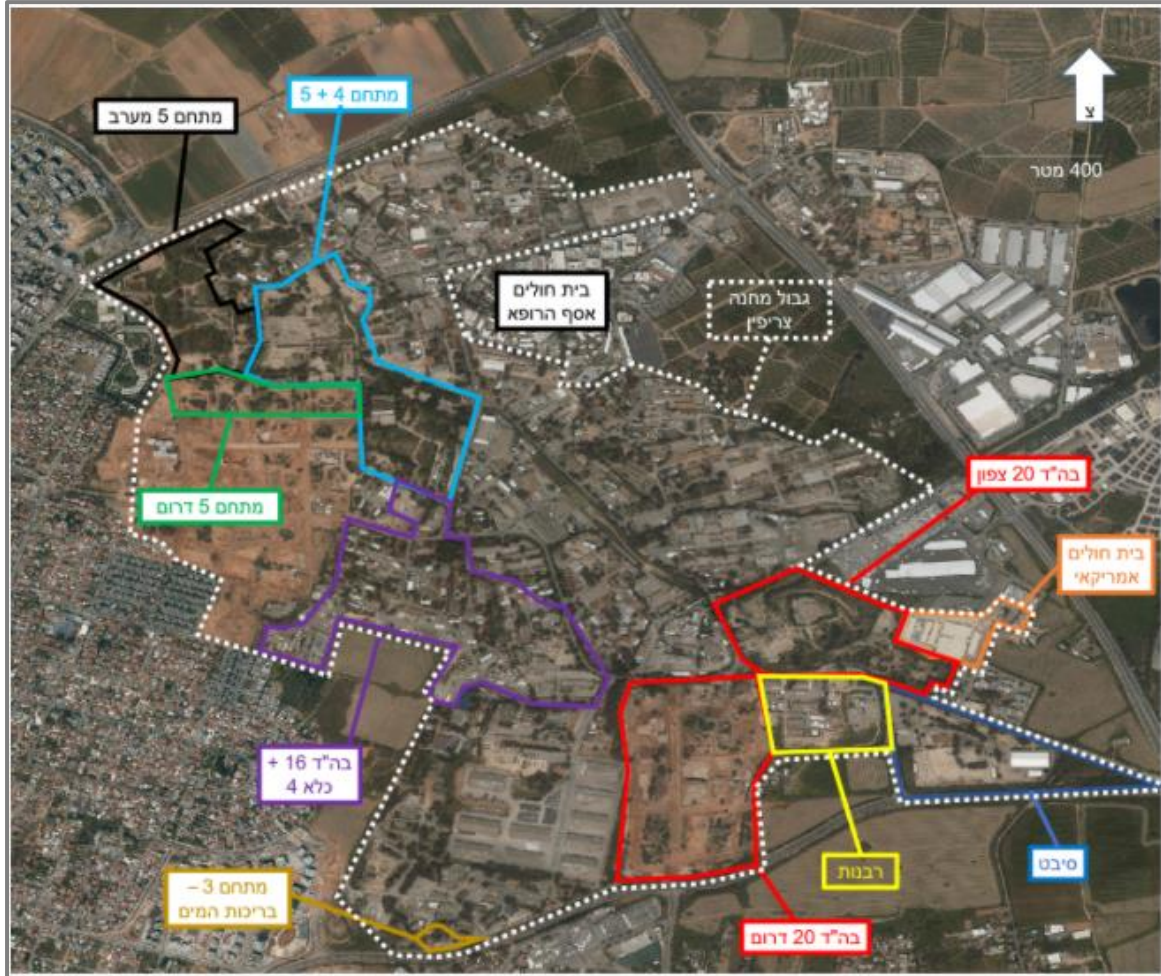 מתחם 4 + 5
מתחם 5 מערב
צ
400 מטר
בית חולים
אסף הרופא
גבול מחנה
צריפין
בה"ד 20 צפון
מתחם 5 דרום
בית חולים
אמריקאי
בה"ד 16 +
כלא 4
מתחם 3 –
בריכות המים
רבנות
סיבט
בה"ד 20 דרום